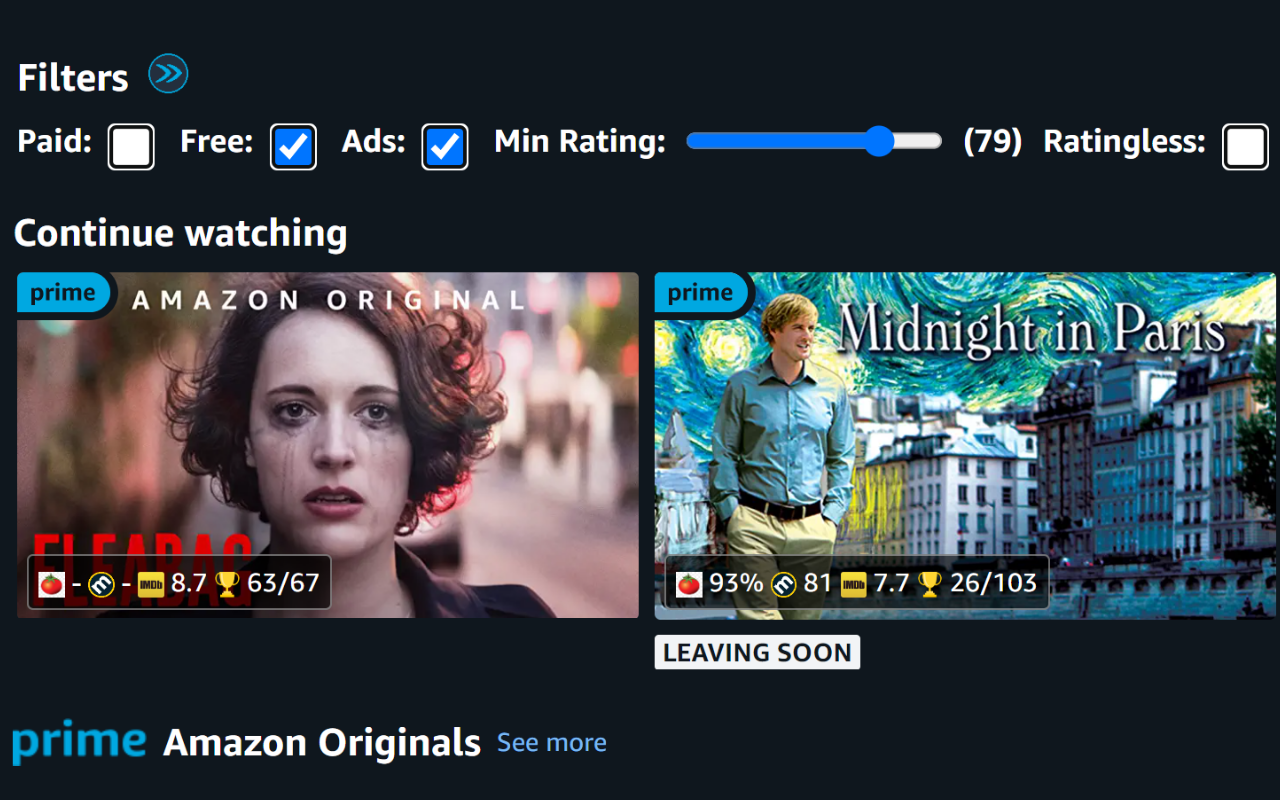 Filters
Paid: Free: Ads: Min Rating: (79) Ratingless:
Continue watching
prime
AMAZON ORIGINAL
FLEABAG
- m - IMDb 8.7 63/67
prime
Midnight in Paris
93% m 81 IMDb 7.7 26/103
LEAVING SOON
prime Amazon Originals See more